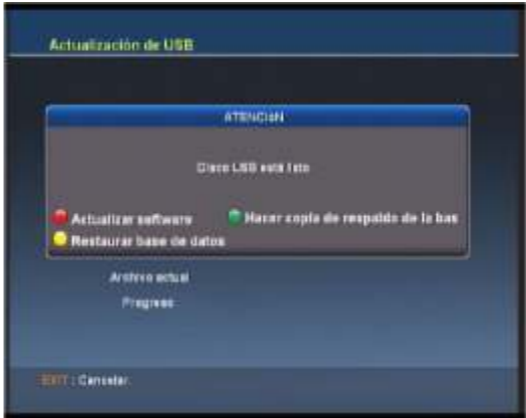 Actualización de USB
ATENCIóN
Disco USB está listo
Actualizar software
Hacer copia de respaldo de la bas
Restaurar base de datos
Archivo actual
Progreso
EXIT : Cancelar.